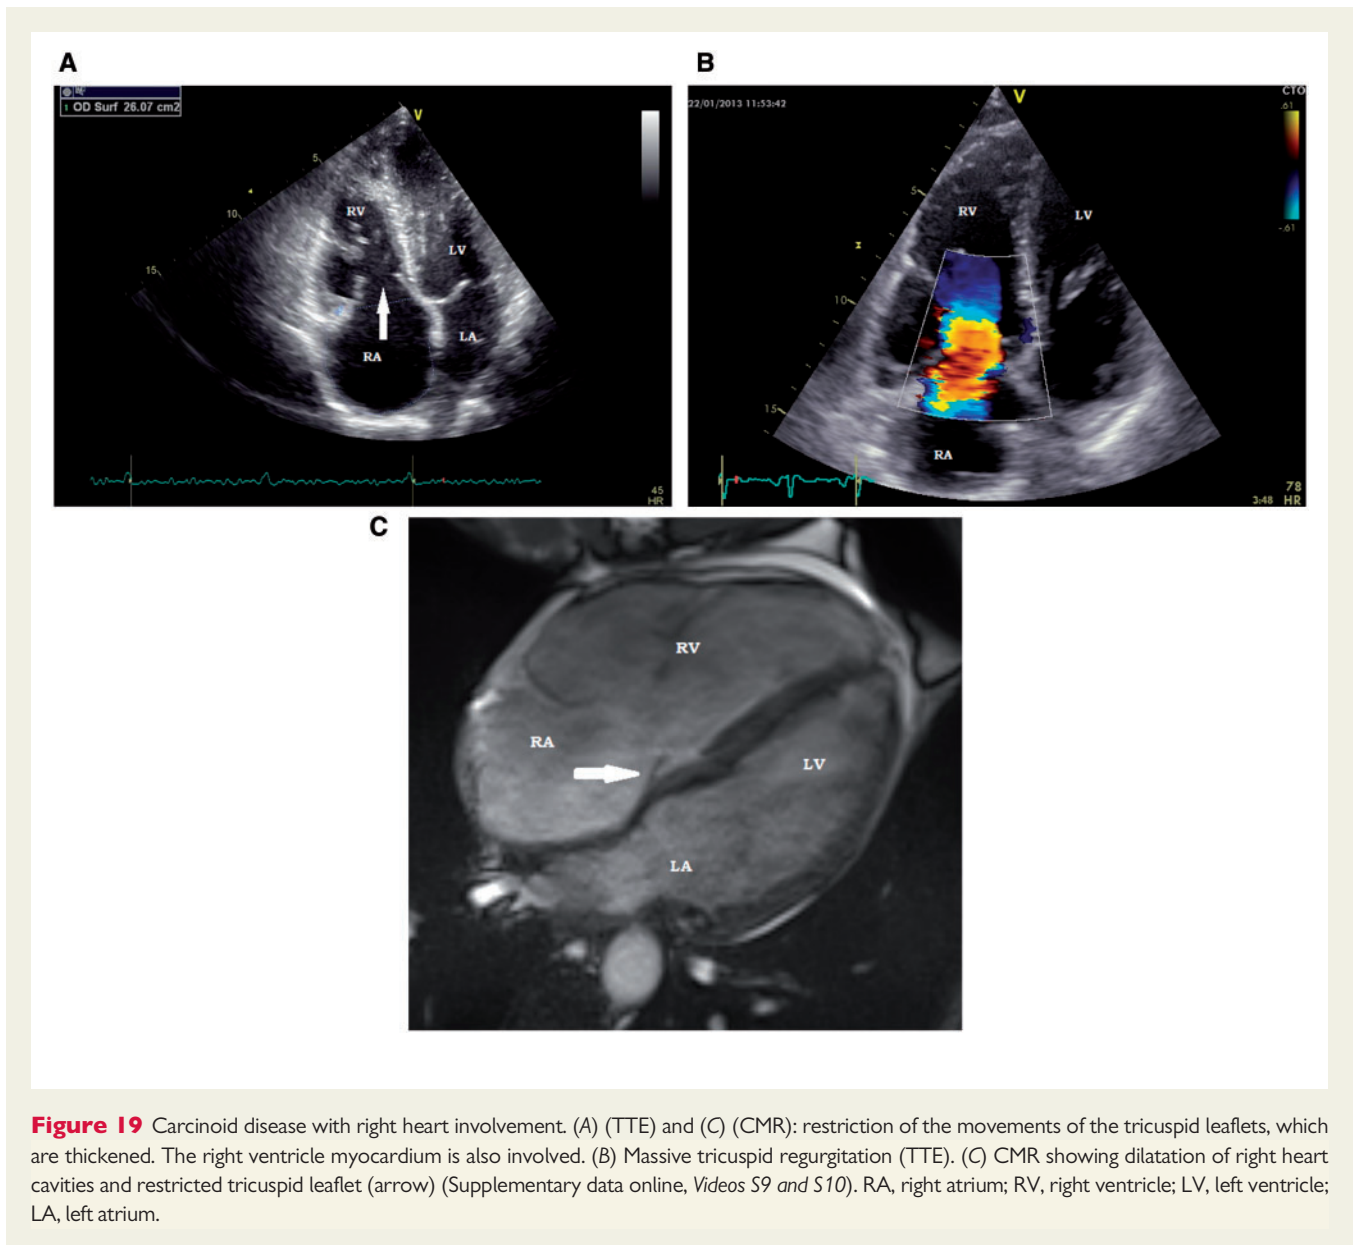 A
B
1 OD Surf 26.07 cm2
V
5
10
15
RV
LV
LA
RA
45
HR
22/01/2013 11:53:42
V
CTO
.61
-.61
5
10
15
RV
LV
RA
78
3:48 HR
C
RV
RA
LV
LA
Figure 19 Carcinoid disease with right heart involvement. (A) (TTE) and (C) (CMR): restriction of the movements of the tricuspid leaflets, which
are thickened. The right ventricle myocardium is also involved. (B) Massive tricuspid regurgitation (TTE). (C) CMR showing dilatation of right heart
cavities and restricted tricuspid leaflet (arrow) (Supplementary data online, Videos S9 and S10). RA, right atrium; RV, right ventricle; LV, left ventricle;
LA, left atrium.